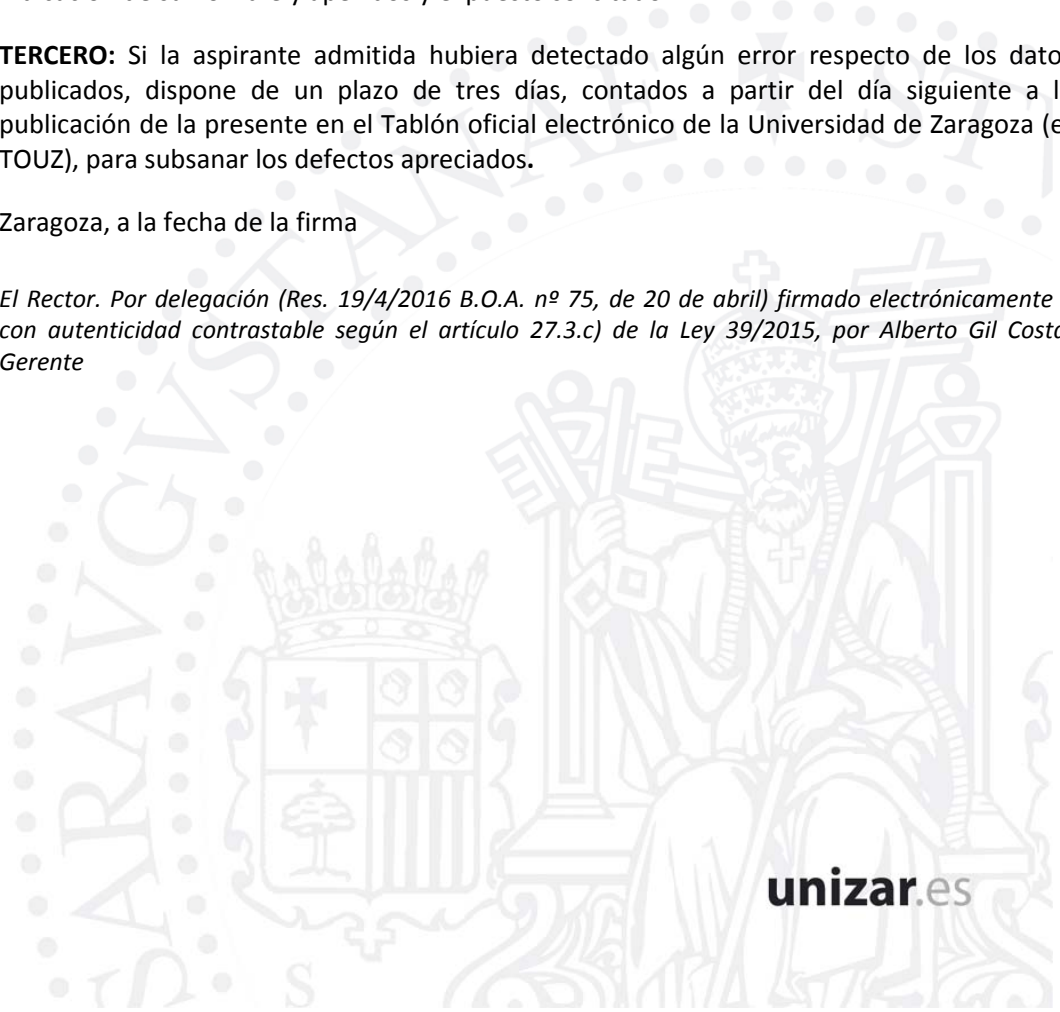 TERCERO: Si la aspirante admitida hubiera detectado algún error respecto de los dato
publicados, dispone de un plazo de tres días, contados a partir del día siguiente a l
publicación de la presente en el Tablón oficial electrónico de la Universidad de Zaragoza (e
TOUZ), para subsanar los defectos apreciados.
Zaragoza, a la fecha de la firma
El Rector. Por delegación (Res. 19/4/2016 B.O.A. nº 75, de 20 de abril) firmado electrónicamente
con autenticidad contrastable según el artículo 27.3.c) de la Ley 39/2015, por Alberto Gil Costa
Gerente
SARAVGVSTANAE
unizar.es